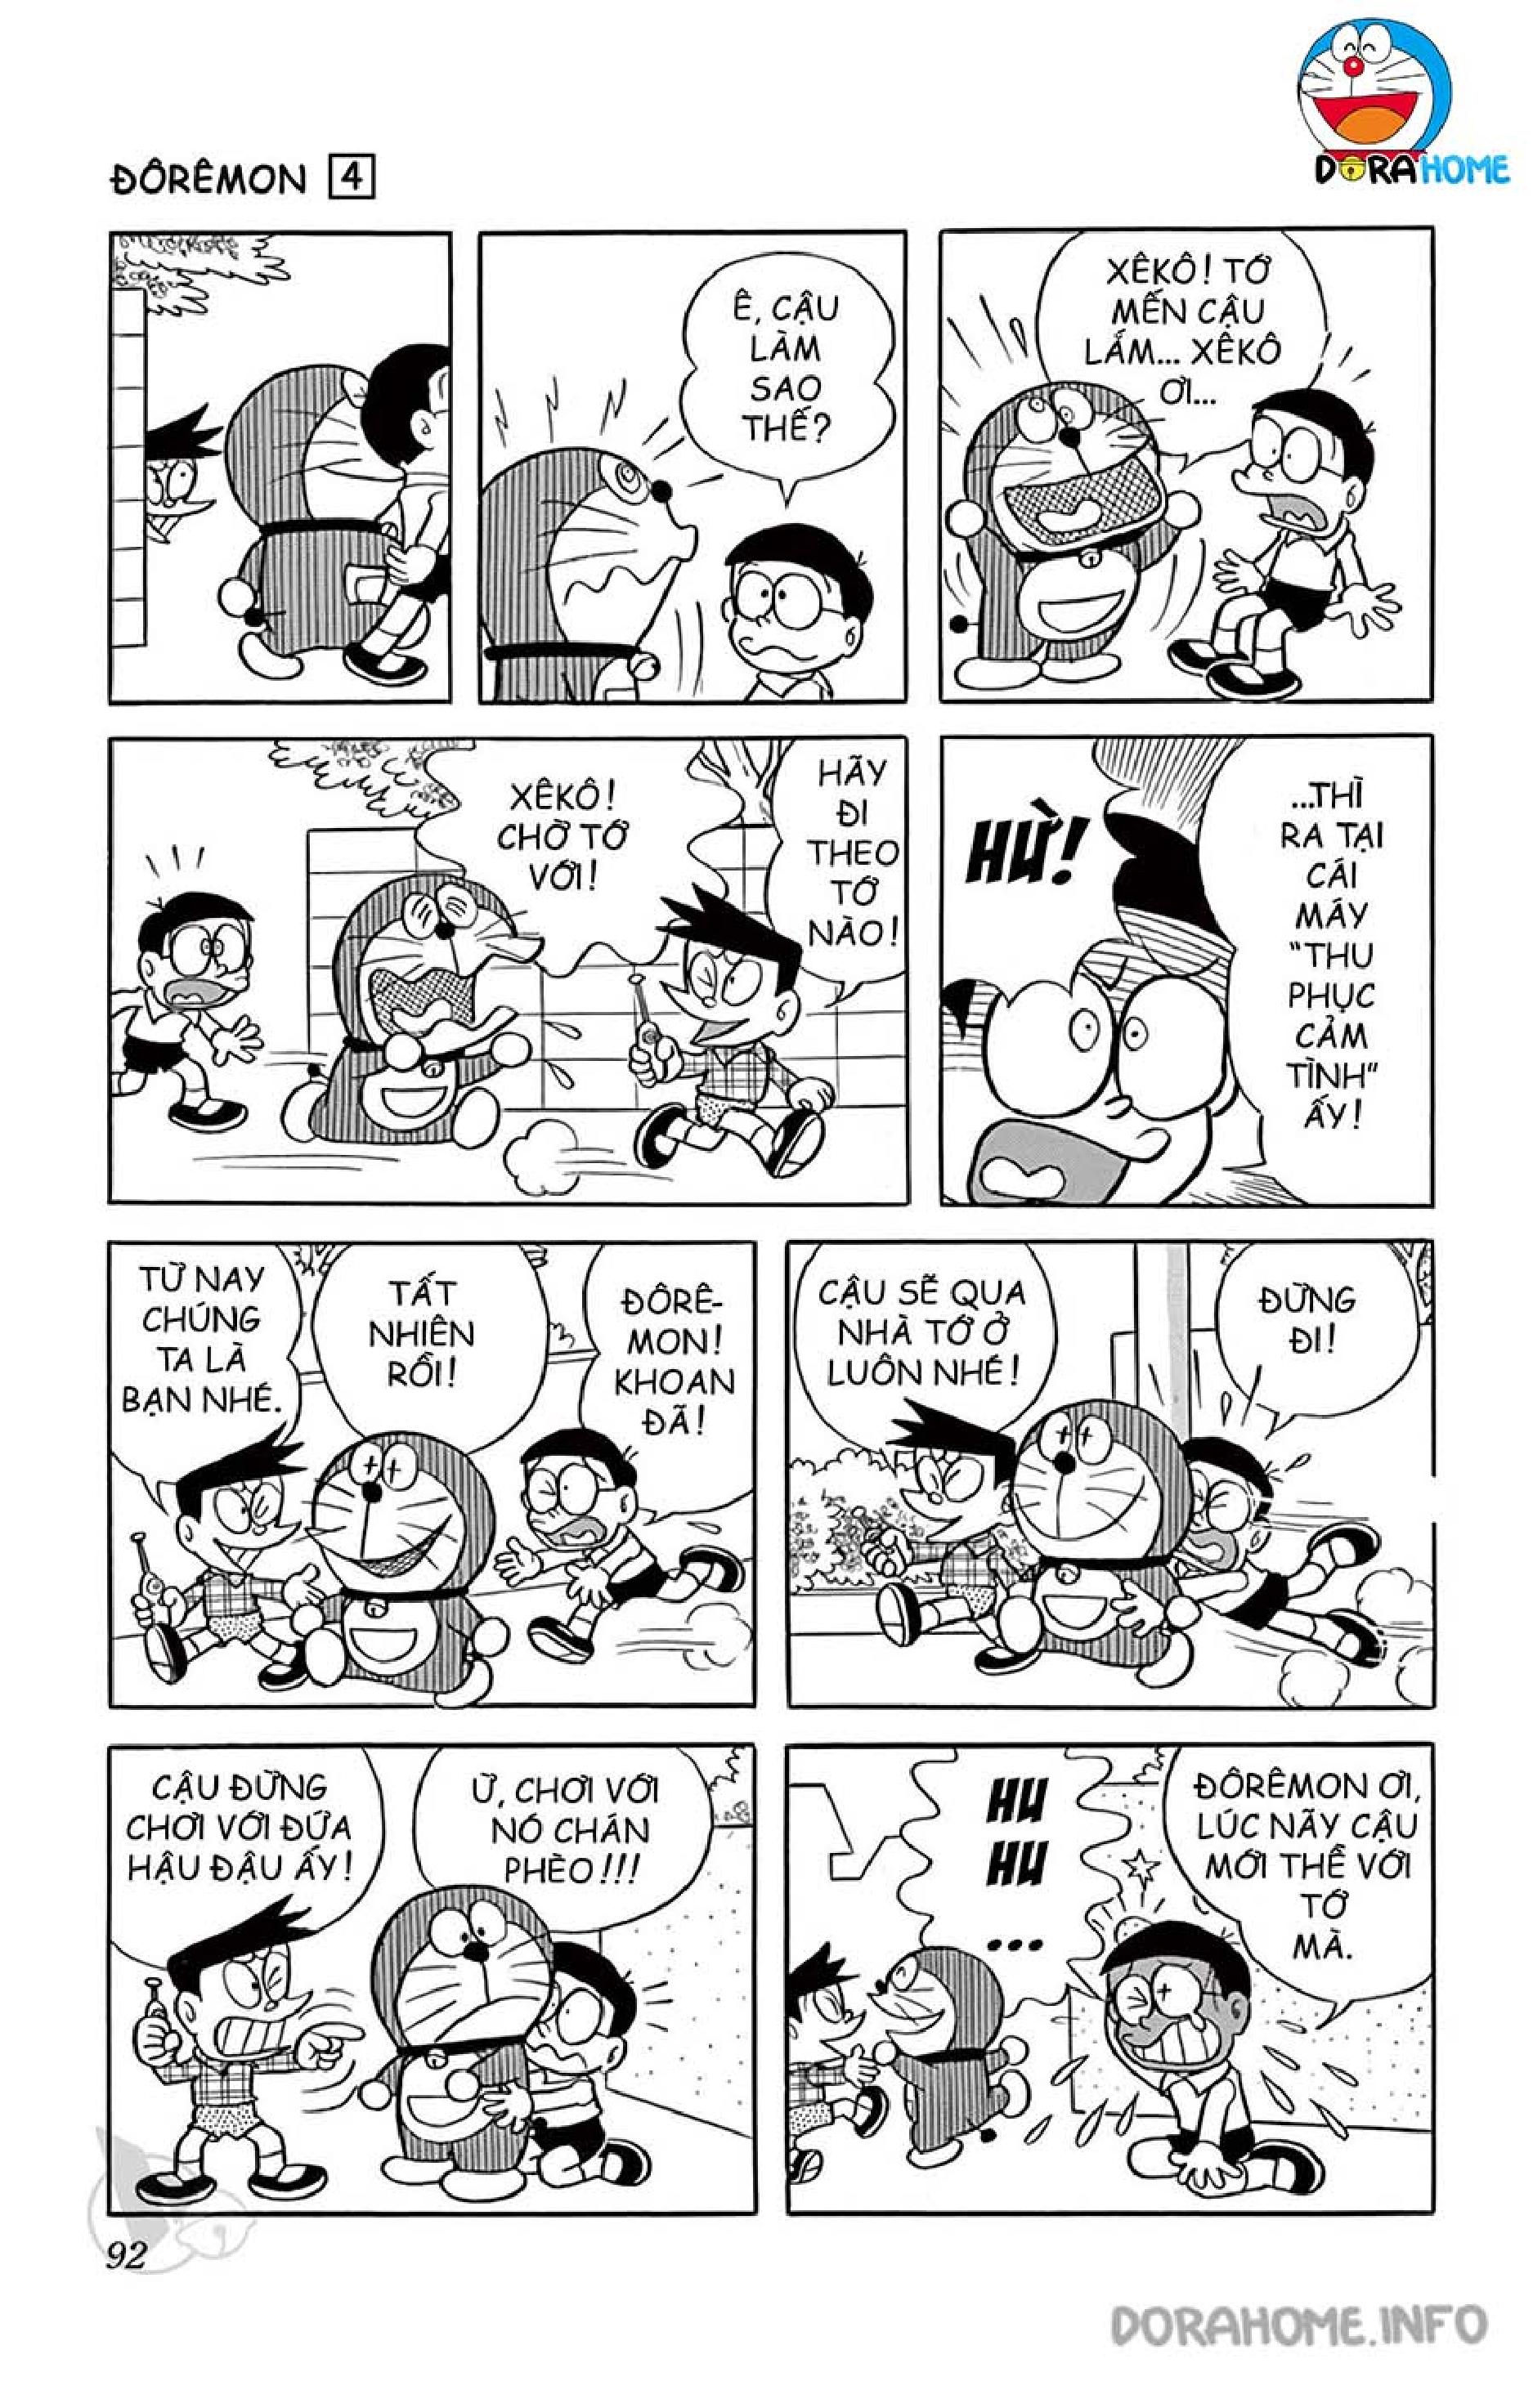 DORAHOME
ĐÔRÊMON 4
Ê, CẬU
LÀM
SAO
THẾ?
XÊKÔ! TỚ
MẾN CẬU
LẮM... XÊKÔ
ƠI...
XÊKÔ!
CHỜ TỚ
VỚI!
HÃY
ĐI
THEO
TỚ
NÀO!
HỪ!
...THÌ
RA TẠI
CÁI
MÁY
"THU
PHỤC
CẢM
TÌNH"
ẤY!
TỪ NAY
CHÚNG
TA LÀ
BẠN NHÉ.
TẤT
NHIÊN
RỒI!
ĐÔRÊ-
MON!
KHOAN
ĐÃ!
CẬU SẼ QUA
NHÀ TỚ Ở
LUÔN NHÉ!
ĐỪNG
ĐI!
CẬU ĐỪNG
CHƠI VỚI ĐỨA
HẬU ĐẬU ẤY!
Ừ, CHƠI VỚI
NÓ CHÁN
PHÈO!!!
HU
HU
...
ĐÔRÊMON ƠI,
LÚC NÃY CẬU
MỚI THỀ VỚI
TỚ
MÀ.
92
DORAHOME.INFO